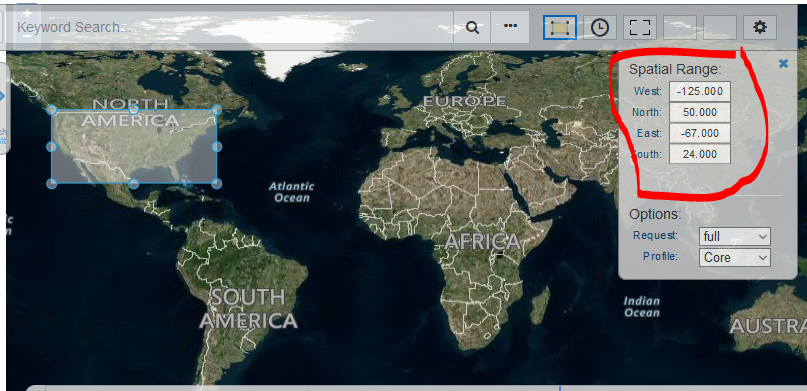 Keyword Search...
•••
Spatial Range:
West: -125.000
North: 50.000
East: -67.000
South: 24.000
Options:
Request: full
Profile: Core
NORTH
AMERICA
EUROPE
Atlantic
Ocean
AFRICA
SOUTH
AMERICA
Indian
Ocean
AUSTRA